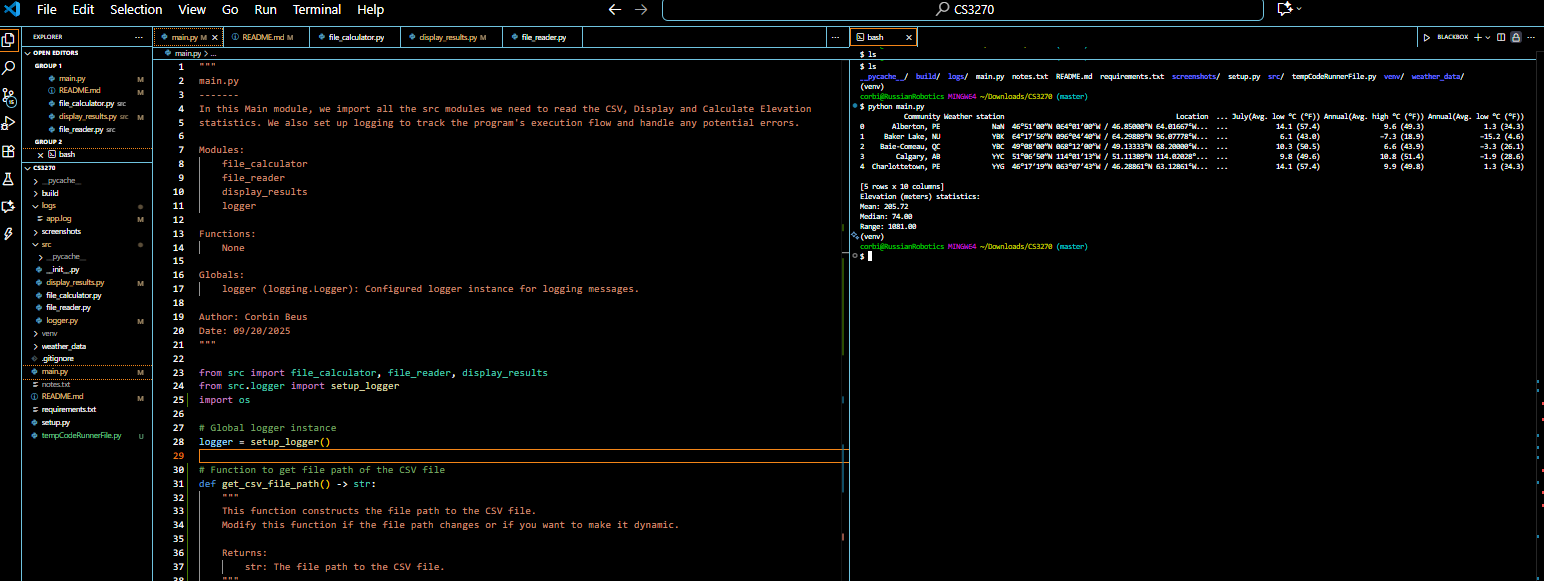 File Edit Selection View Go Run Terminal Help
CS3270
EXPLORER
OPEN EDITORS
GROUP 1
main.py M
README.md M
file_calculator.py src
display_results.py src M
file_reader.py src
GROUP 2
bash
CS3270
__pycache__
build
logs
app.log M
screenshots
src
__pycache__
__init__.py
display_results.py M
file_calculator.py
file_reader.py
logger.py M
venv
weather_data
.gitignore
main.py M
notes.txt
README.md M
requirements.txt
setup.py
tempCodeRunnerFile.py U
main.py M README.md M file_calculator.py display_results.py M file_reader.py
main.py > ...
1 """
2 main.py
3 -------
4 In this Main module, we import all the src modules we need to read the CSV, Display and Calculate Elevation
5 statistics. We also set up logging to track the program's execution flow and handle any potential errors.
6
7 Modules:
8 file_calculator
9 file_reader
10 display_results
11 logger
12
13 Functions:
14 None
15
16 Globals:
17 logger (logging.Logger): Configured logger instance for logging messages.
18
19 Author: Corbin Beus
20 Date: 09/20/2025
21 """
22
23 from src import file_calculator, file_reader, display_results
24 from src.logger import setup_logger
25 import os
26
27 # Global logger instance
28 logger = setup_logger()
29
30 # Function to get file path of the CSV file
31 def get_csv_file_path() -> str:
32 """
33 This function constructs the file path to the CSV file.
34 Modify this function if the file path changes or if you want to make it dynamic.
35
36 Returns:
37 str: The file path to the CSV file.
38 """
bash
BLACKBOX
$ ls
$ ls
__pycache__/ build/ logs/ main.py notes.txt README.md requirements.txt screenshots/ setup.py src/ tempCodeRunnerFile.py venv/ weather_data/
(venv)
corbi@RussianRobotics MINGW64 ~/Downloads/CS3270 (master)
$ python main.py
Community Weather station Location ... July(Avg. low °C (°F)) Annual(Avg. high °C (°F)) Annual(Avg. low °C (°F))
0 Alberton, PE NaN 46°51′00″N 064°01′00″W / 46.85000°N 64.01667°W... ... 14.1 (57.4) 9.6 (49.3) 1.3 (34.3)
1 Baker Lake, NU YBK 64°17′56″N 096°04′40″W / 64.29889°N 96.07778°W... ... 6.1 (43.0) −7.3 (18.9) −15.2 (4.6)
2 Baie-Comeau, QC YBC 49°08′00″N 068°12′00″W / 49.13333°N 68.20000°W... ... 10.3 (50.5) 6.6 (43.9) −3.3 (26.1)
3 Calgary, AB YYC 51°06′50″N 114°01′13″W / 51.11389°N 114.02028°... ... 9.8 (49.6) 10.8 (51.4) −1.9 (28.6)
4 Charlottetown, PE YYG 46°17′19″N 063°07′43″W / 46.28861°N 63.12861°W... ... 14.1 (57.4) 9.9 (49.8) 1.3 (34.3)
[5 rows x 10 columns]
Elevation (meters) statistics:
Mean: 205.72
Median: 74.00
Range: 1081.00
(venv)
corbi@RussianRobotics MINGW64 ~/Downloads/CS3270 (master)
$